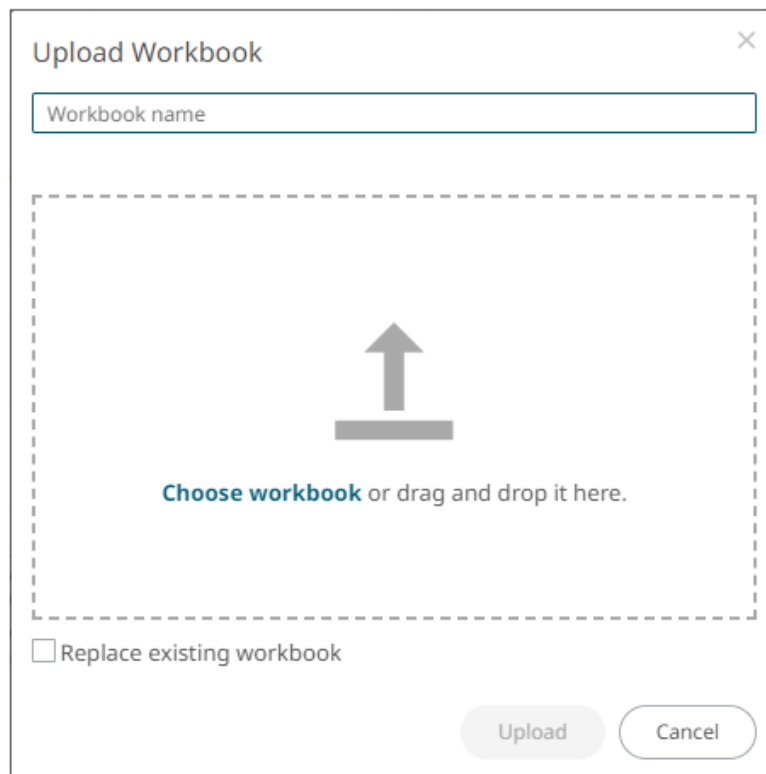 Upload Workbook
Workbook name
Choose workbook or drag and drop it here.
Replace existing workbook
Upload Cancel